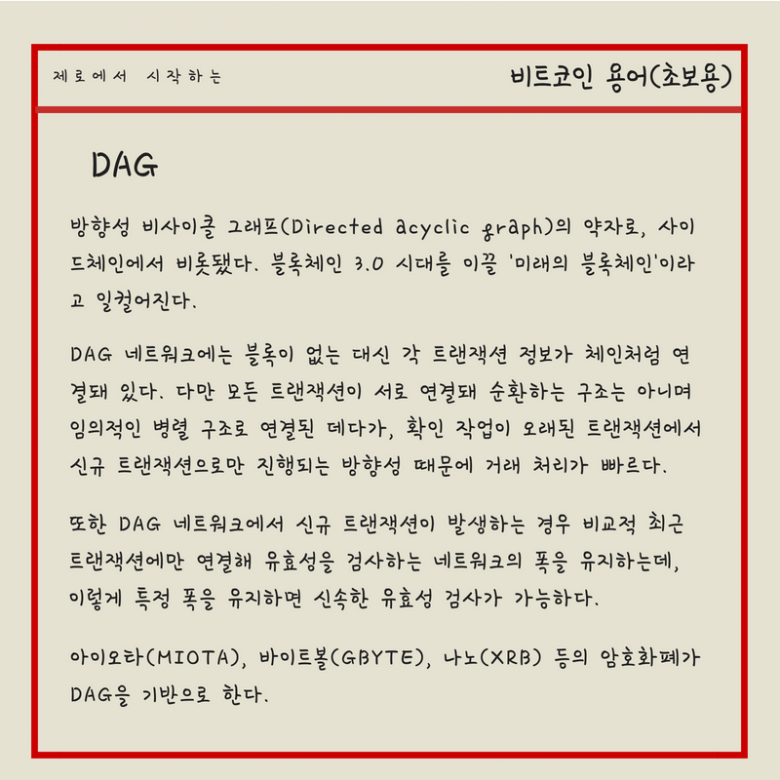 제로에서 시작하는
비트코인 용어(초보용)
DAG
방향성 비사이클 그래프(Directed acyclic graph)의 약자로, 사이
드체인에서 비롯됐다. 블록체인 3.0 시대를 이끌 '미래의 블록체인'이라
고 일컬어진다.
DAG 네트워크에는 블록이 없는 대신 각 트랜잭션 정보가 체인처럼 연
결돼 있다. 다만 모든 트랜잭션이 서로 연결돼 순환하는 구조는 아니며
임의적인 병렬 구조로 연결된 데다가, 확인 작업이 오래된 트랜잭션에서
신규 트랜잭션으로만 진행되는 방향성 때문에 거래 처리가 빠르다.
또한 DAG 네트워크에서 신규 트랜잭션이 발생하는 경우 비교적 최근
트랜잭션에만 연결해 유효성을 검사하는 네트워크의 폭을 유지하는데,
이렇게 특정 폭을 유지하면 신속한 유효성 검사가 가능하다.
아이오타(MIOTA), 바이트볼(GBYTE), 나노(XRB) 등의 암호화폐가
DAG을 기반으로 한다.